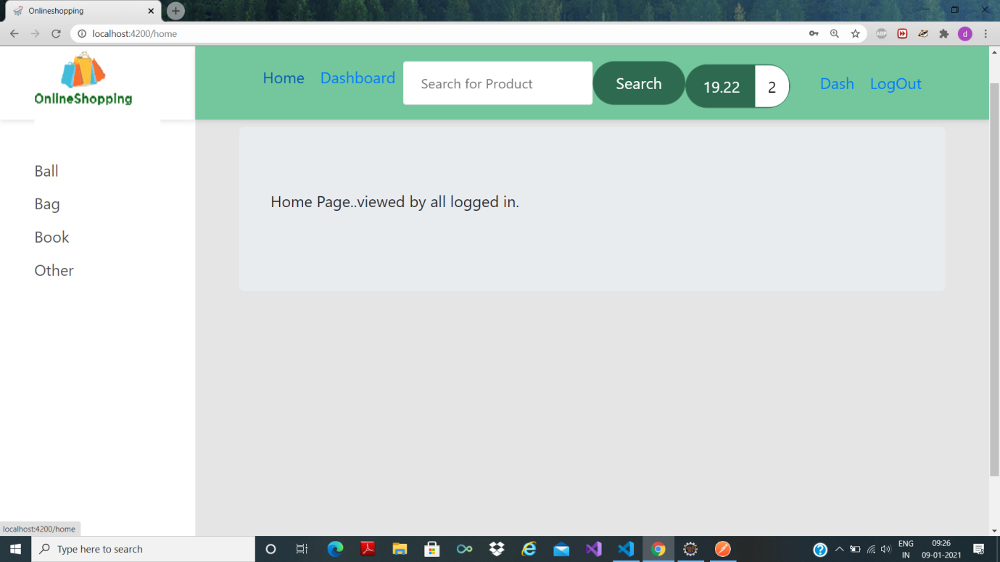 Onlineshopping
localhost:4200/home
ABP
d
OnlineShopping
Home Dashboard Search for Product Search 19.22 2 Dash LogOut
Ball
Bag
Book
Other
Home Page..viewed by all logged in.
localhost:4200/home
Type here to search
ENG
IN
09:26
09-01-2021